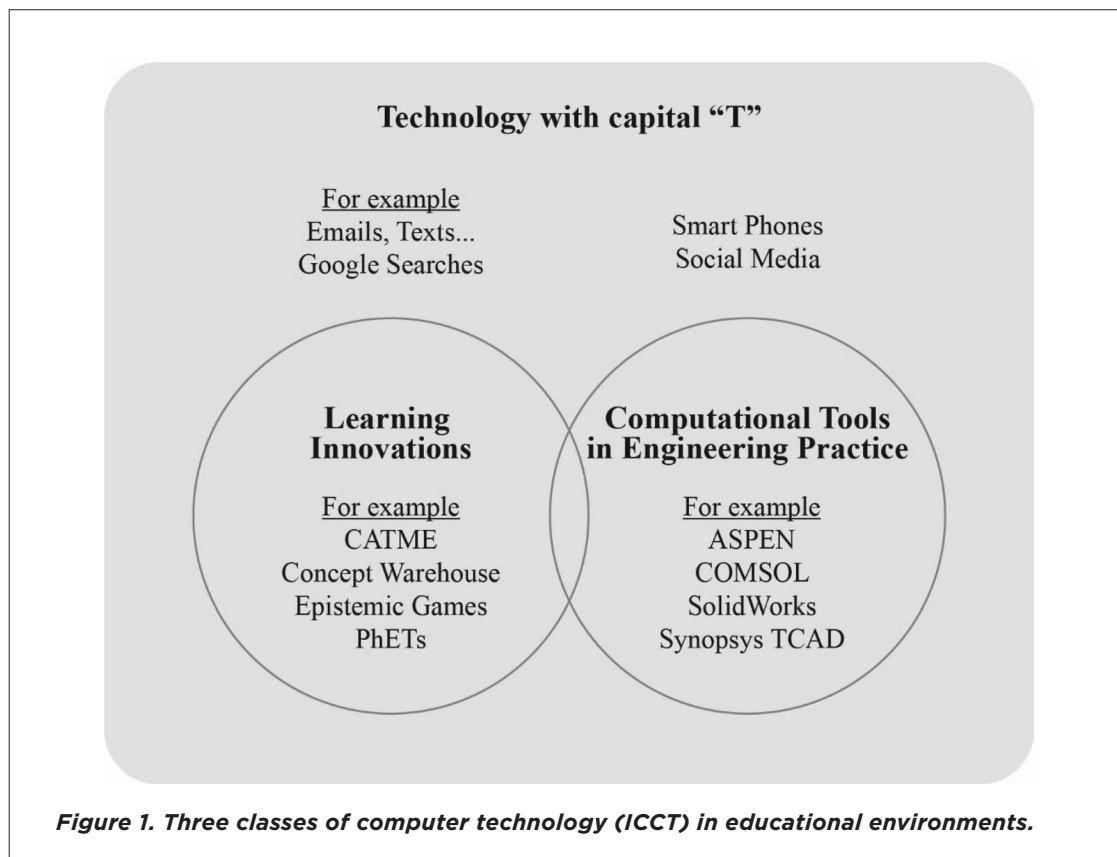 Technology with capital “T”
For example
Emails, Texts...
Google Searches
Smart Phones
Social Media
Learning
Innovations
For example
CATME
Concept Warehouse
Epistemic Games
PhETs
Computational Tools
in Engineering Practice
For example
ASPEN
COMSOL
SolidWorks
Synopsys TCAD
Figure 1. Three classes of computer technology (ICCT) in educational environments.